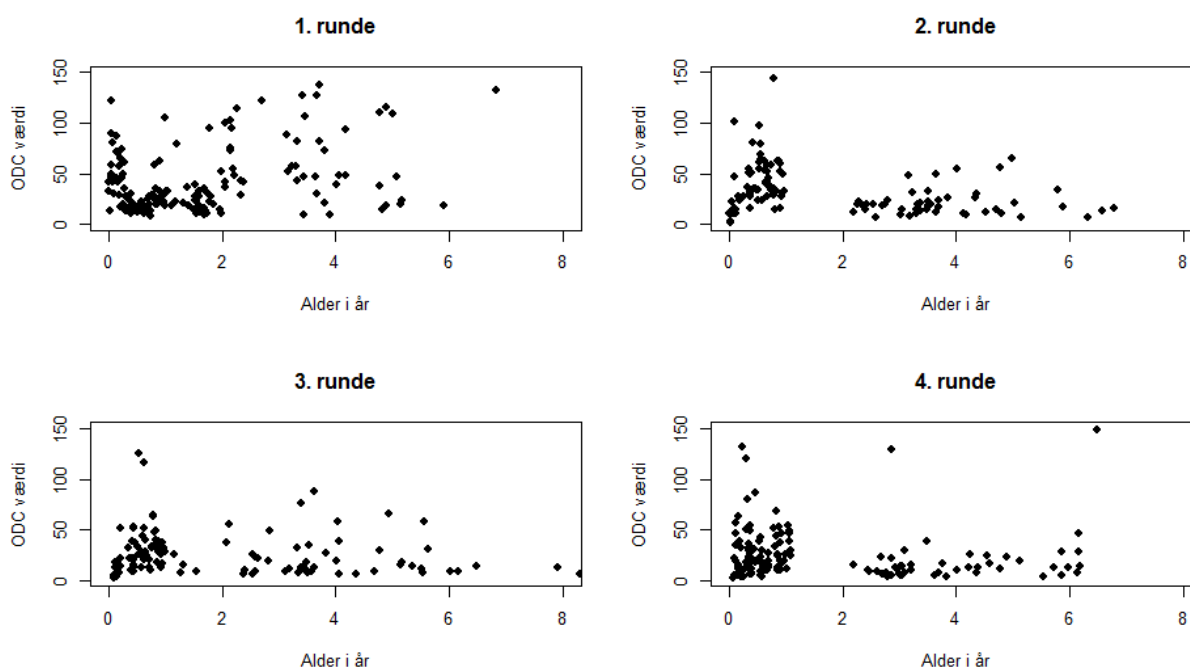 1. runde
150
100
50
0
ODC værdi
0 2 4 6 8
Alder i år
2. runde
150
100
50
0
ODC værdi
0 2 4 6 8
Alder i år
3. runde
150
100
50
0
ODC værdi
0 2 4 6 8
Alder i år
4. runde
150
100
50
0
ODC værdi
0 2 4 6 8
Alder i år